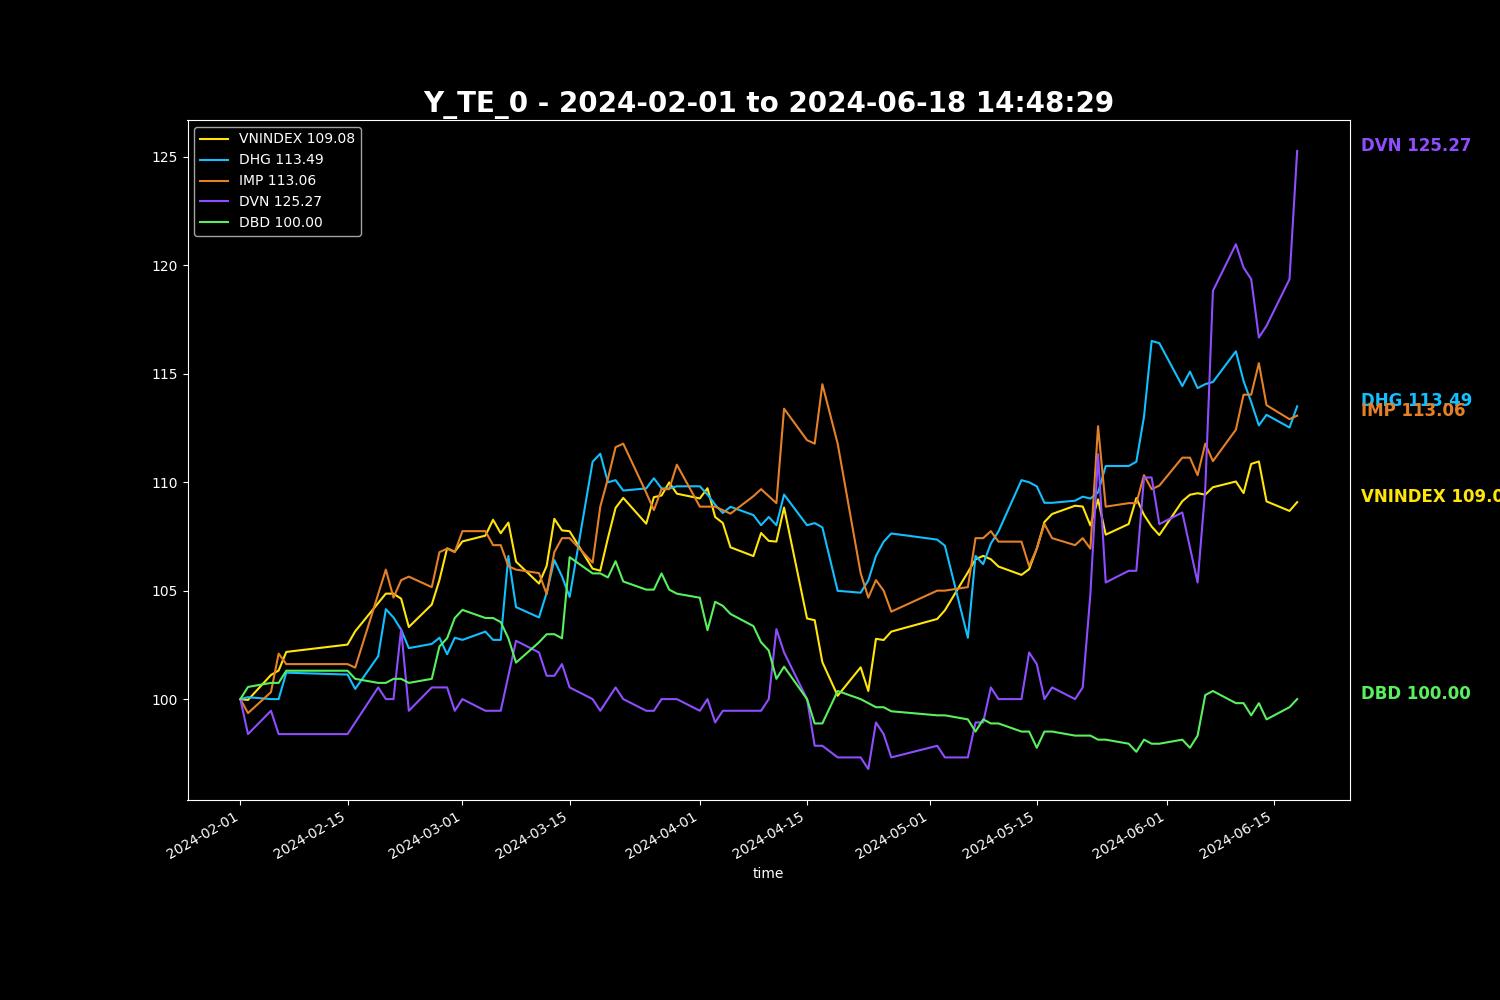 Y_TE_0 - 2024-02-01 to 2024-06-18 14:48:29
VNINDEX 109.08
DHG 113.49
IMP 113.06
DVN 125.27
DBD 100.00
125
120
115
110
105
100
DVN 125.27
DHG 113.49
IMP 113.06
VNINDEX 109.0
DBD 100.00
2024-02-01
2024-02-15
2024-03-01
2024-03-15
2024-04-01
2024-04-15
2024-05-01
2024-05-15
2024-06-01
2024-06-15
time